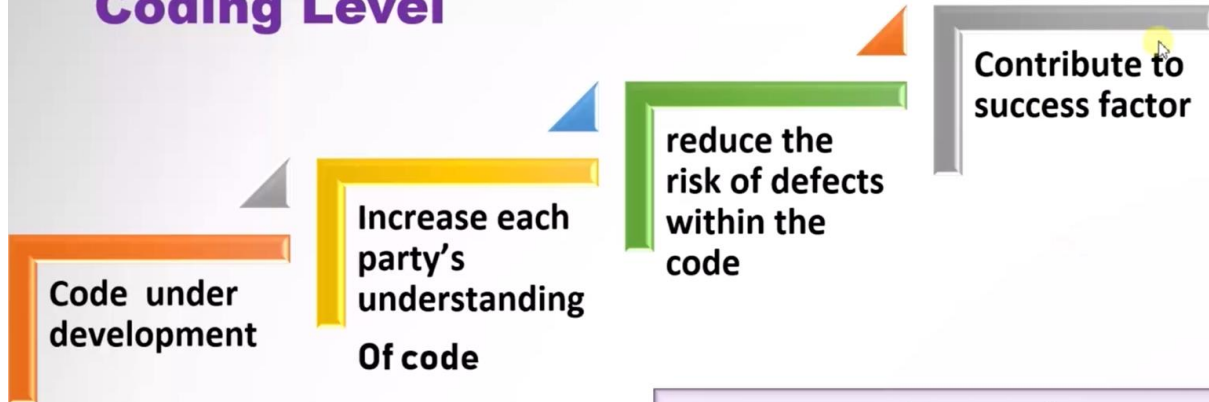 Coding Level
Contribute to
success factor
reduce the
risk of defects
within the
code
Increase each
party's
understanding
Of code
Code under
development